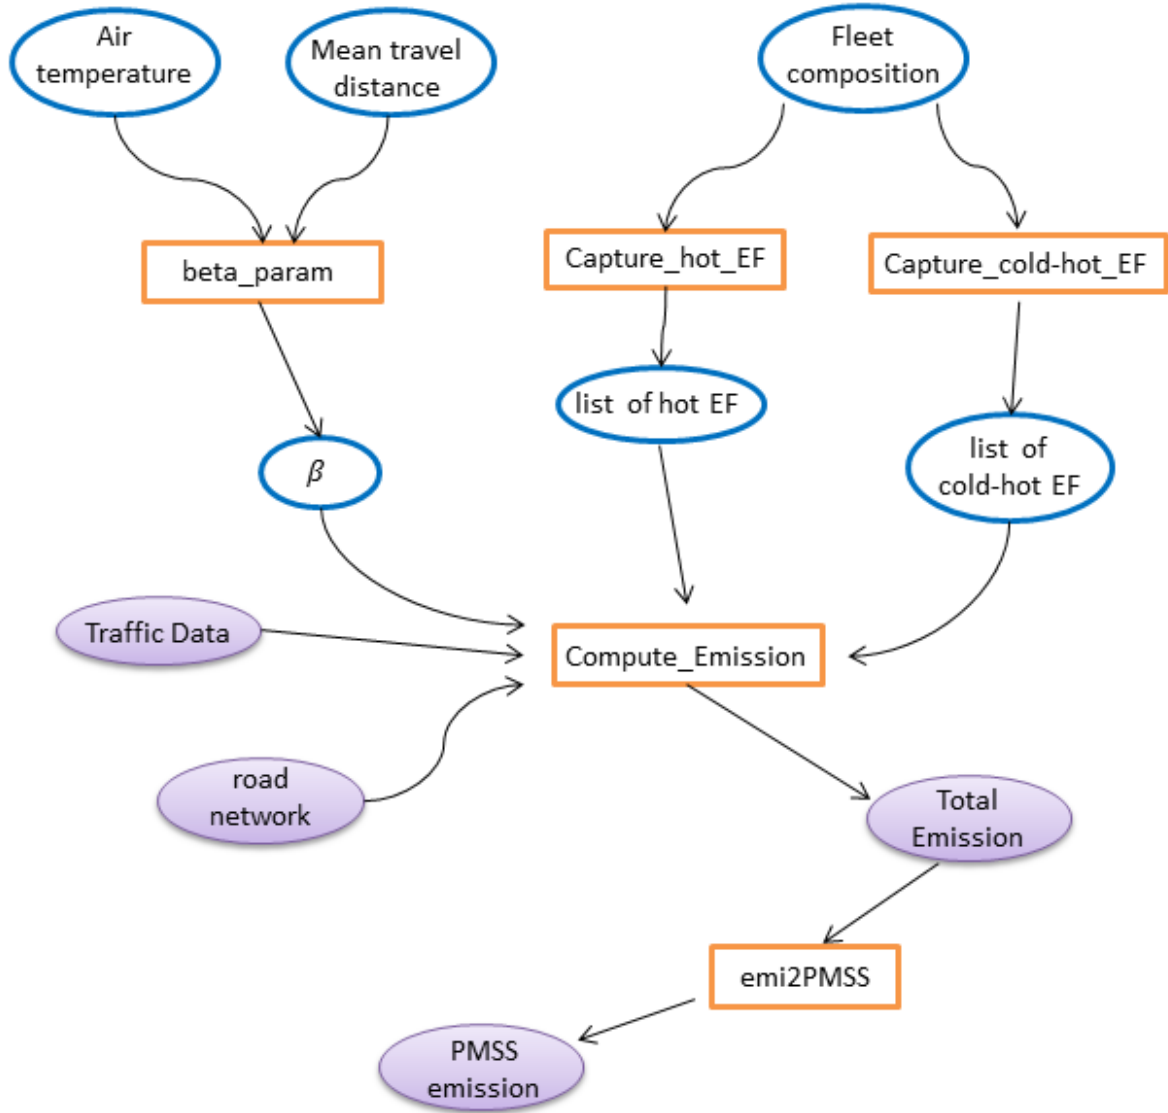 Air
temperature
Mean travel
distance
Fleet
composition
beta_param
Capture_hot_EF
Capture_cold-hot_EF
list of hot EF
β
list of
cold-hot EF
Traffic Data
Compute_Emission
road
network
Total
Emission
emi2PMSS
PMSS
emission